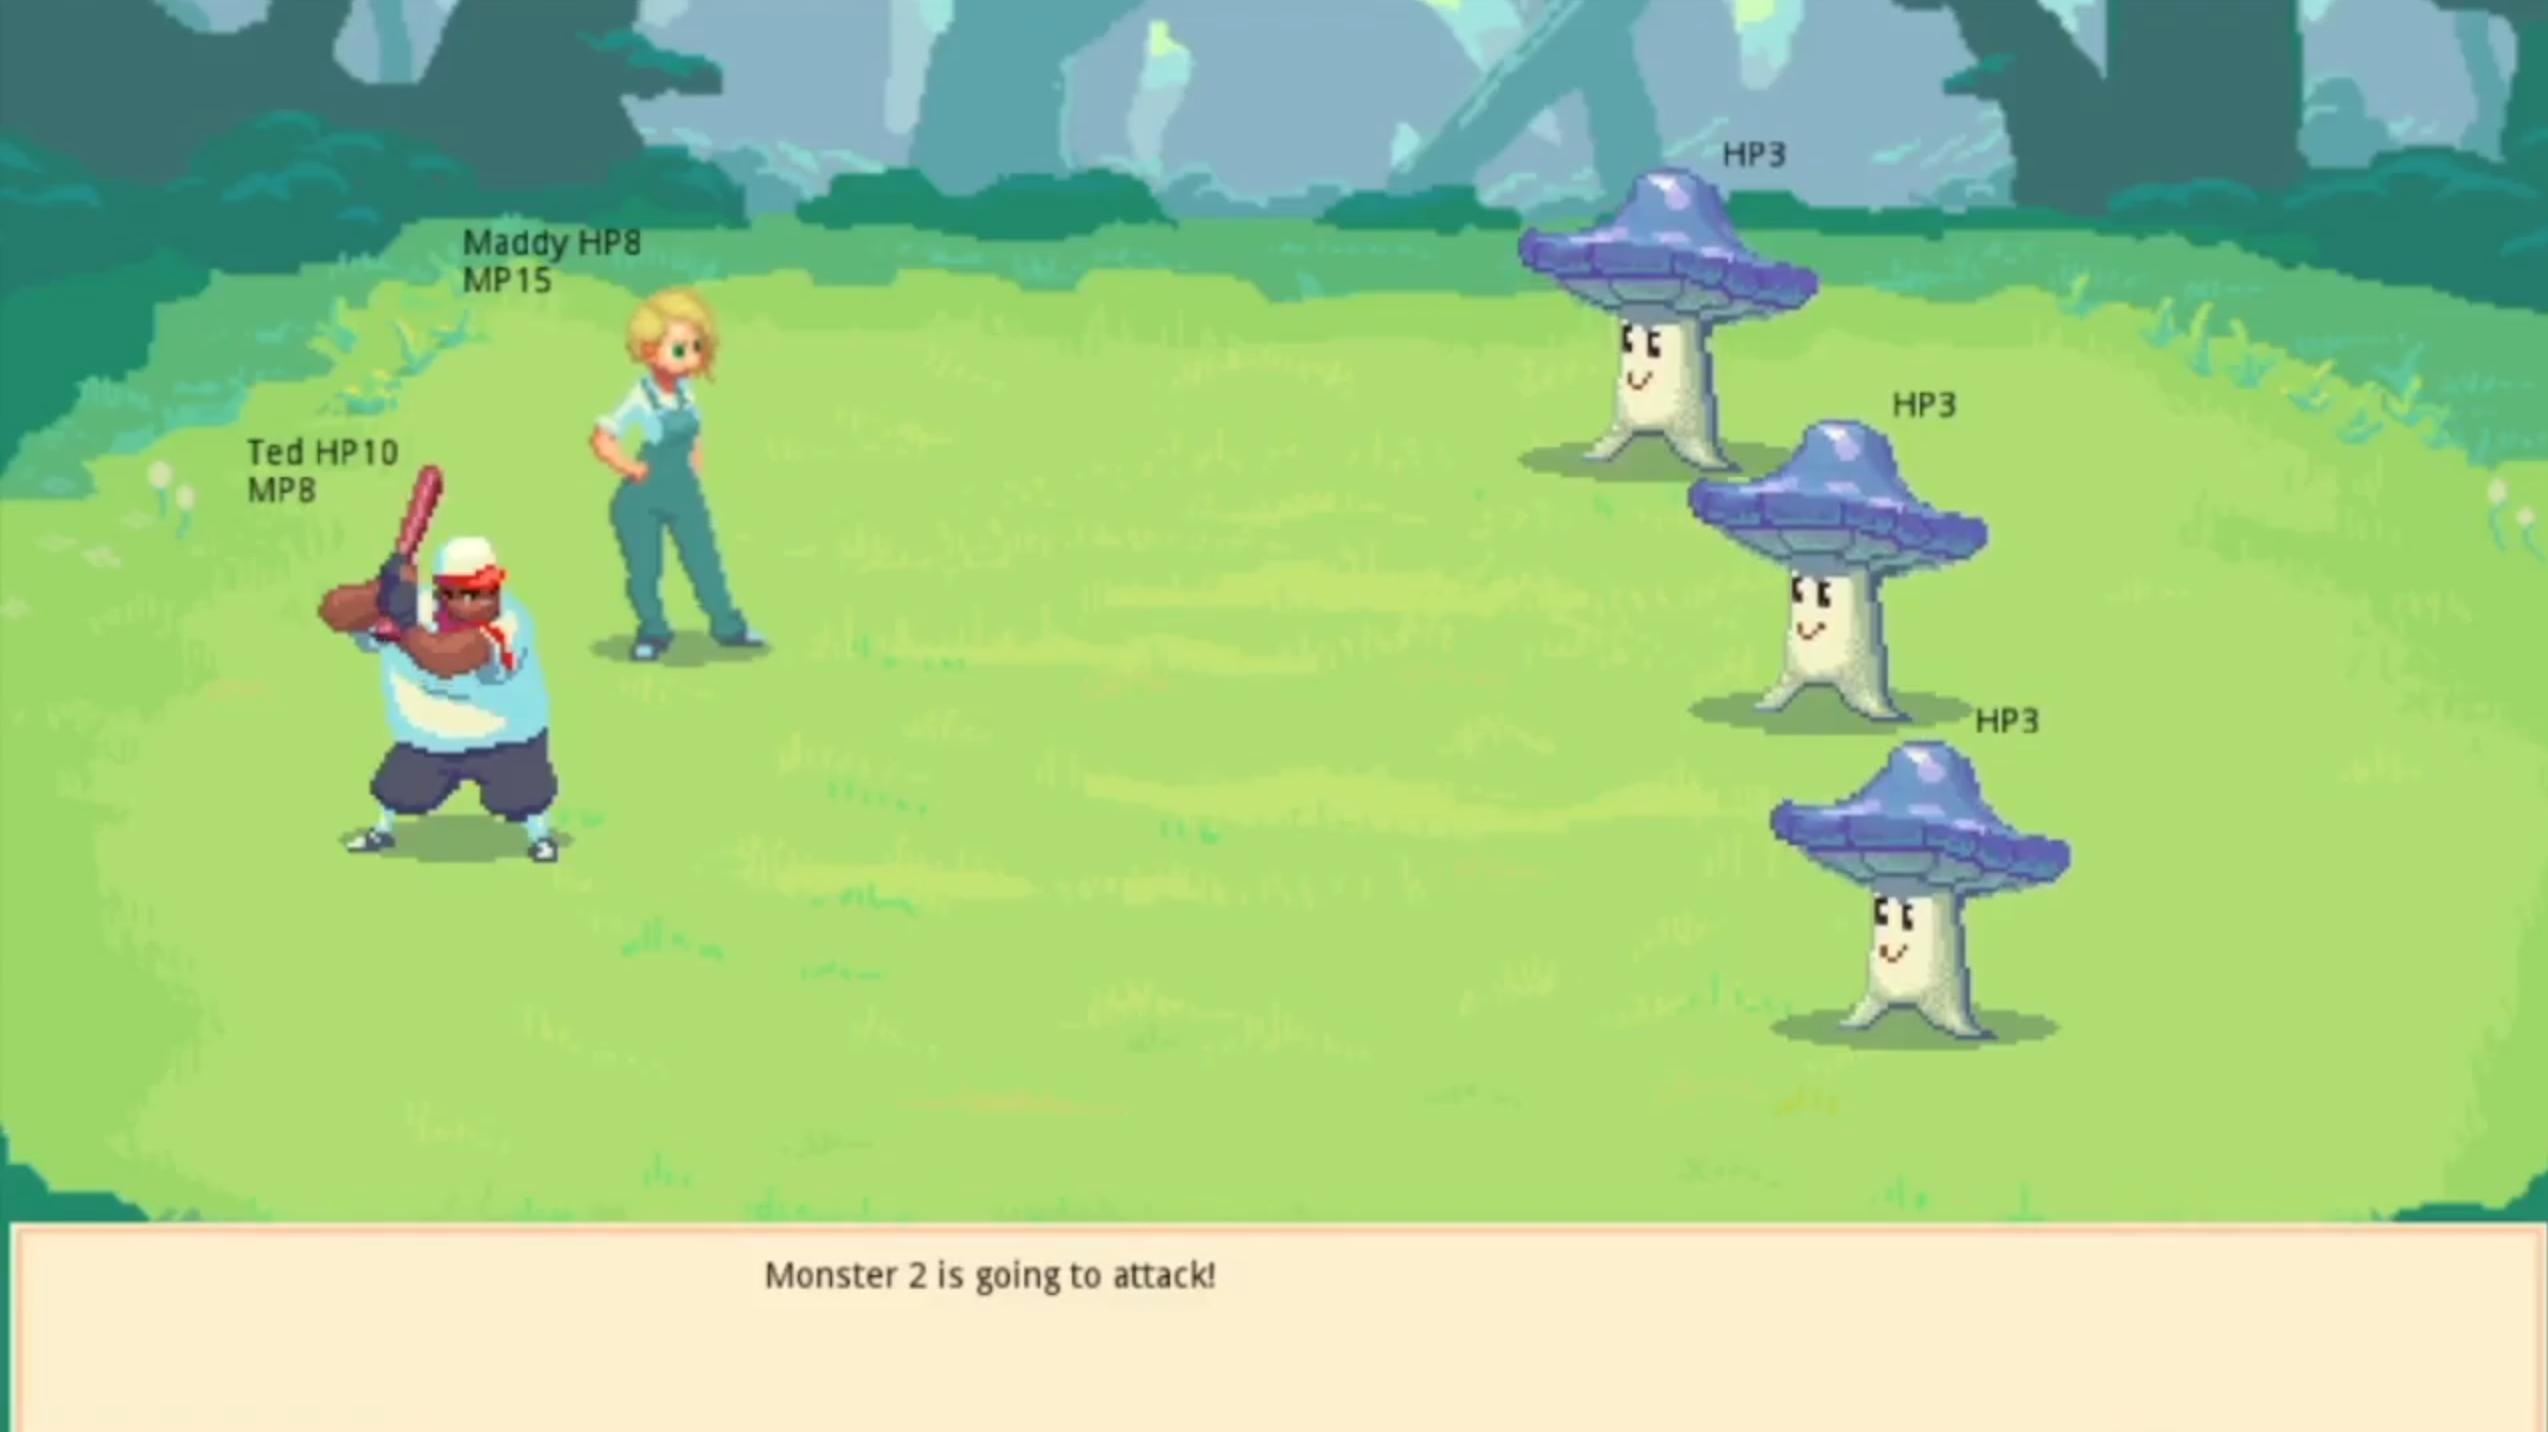 HP3
Maddy HP8
MP15
HP3
Ted HP10
MP8
HP3
Monster 2 is going to attack!